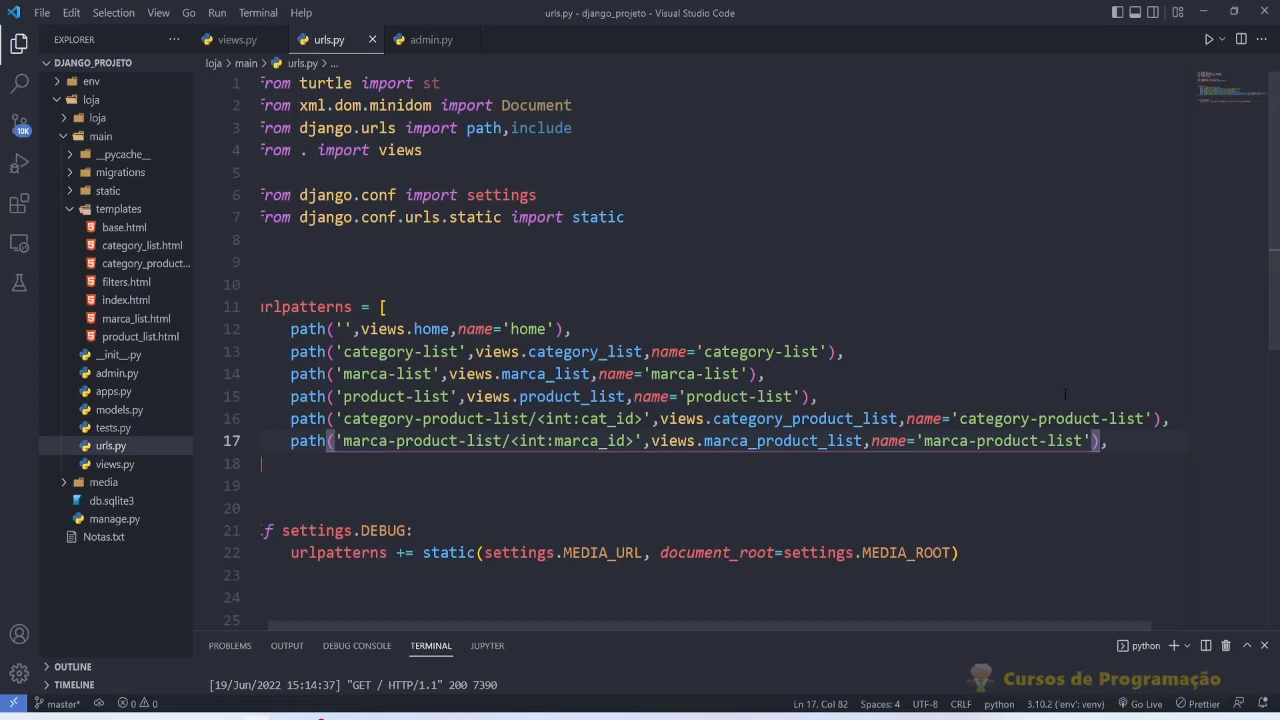 File Edit Selection View Go Run Terminal Help urls.py - django_projeto - Visual Studio Code
EXPLORER
views.py urls.py admin.py
DJANGO_PROJETO
loja > main > urls.py > ...
env
loja
loja
main
__pycache__
migrations
static
templates
base.html
category_list.html
category_product...
filters.html
index.html
marca_list.html
product_list.html
__init__.py
admin.py
apps.py
models.py
tests.py
urls.py
views.py
media
db.sqlite3
manage.py
Notas.txt
10K
1 from turtle import st
2 from xml.dom.minidom import Document
3 from django.urls import path,include
4 from . import views
5
6 from django.conf import settings
7 from django.conf.urls.static import static
8
9
10
11 urlpatterns = [
12 path('',views.home,name='home'),
13 path('category-list',views.category_list,name='category-list'),
14 path('marca-list',views.marca_list,name='marca-list'),
15 path('product-list',views.product_list,name='product-list'),
16 path('category-product-list/<int:cat_id>',views.category_product_list,name='category-product-list'),
17 path('marca-product-list/<int:marca_id>',views.marca_product_list,name='marca-product-list'),
18 ]
19
20
21 if settings.DEBUG:
22 urlpatterns += static(settings.MEDIA_URL, document_root=settings.MEDIA_ROOT)
23
24
25
PROBLEMS OUTPUT DEBUG CONSOLE TERMINAL JUPYTER
python
OUTLINE
TIMELINE
[19/Jun/2022 15:14:37] "GET / HTTP/1.1" 200 7390
Cursos de Programação
master* 0 0 Ln 17, Col 82 Spaces: 4 UTF-8 CRLF python 3.10.2 ('env': venv) Go Live Prettier